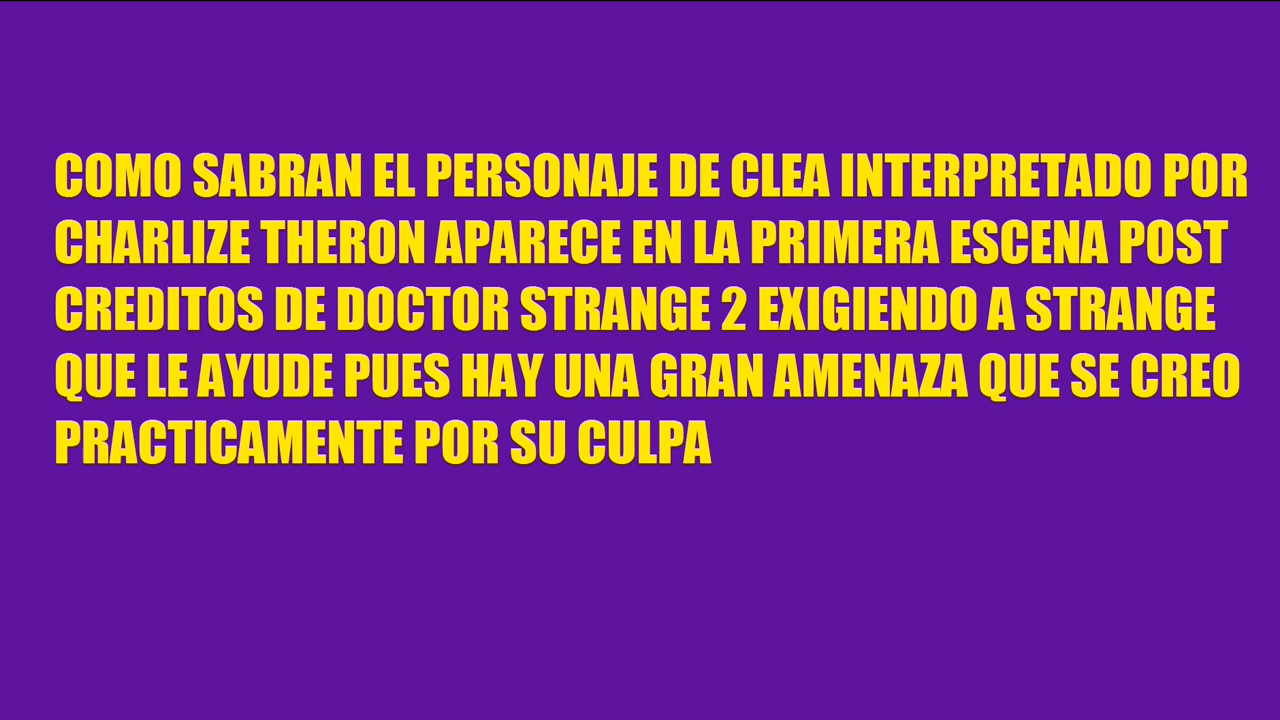 COMO SABRAN EL PERSONAJE DE CLEA INTERPRETADO POR
CHARLIZE THERON APARECE EN LA PRIMERA ESCENA POST
CREDITOS DE DOCTOR STRANGE 2 EXIGIENDO A STRANGE
QUE LE AYUDE PUES HAY UNA GRAN AMENAZA QUE SE CREO
PRACTICAMENTE POR SU CULPA